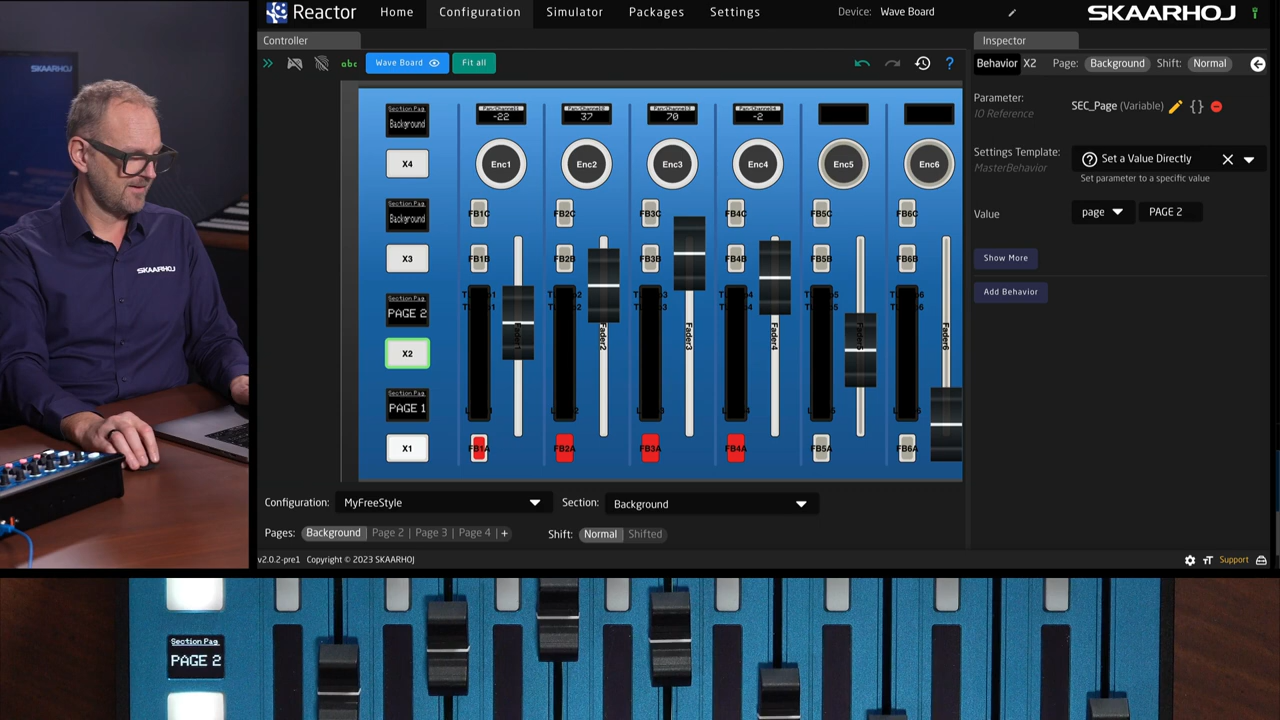 Reactor
Home
Configuration
Simulator
Packages
Settings
Device: Wave Board
SKAARHOJ
SKAARHOJ
SKAARHOJ
Controller
abc
Wave Board
Fit all
?
Section Pag
Background
X4
Section Pag
Background
X3
Section Pag
PAGE 2
X2
Section Pag
PAGE 1
X1
-22
37
70
-2
Enc1
Enc2
Enc3
Enc4
Enc5
Enc6
FB1C
FB2C
FB3C
FB4C
FB5C
FB6C
FB1B
FB2B
FB3B
FB4B
FB5B
FB6B
Fader2
Fader3
Fader4
FB1A
FB2A
FB3A
FB4A
FB5A
FB6A
Configuration: MyFreeStyle
Section: Background
Pages: Background | Page 2 | Page 3 | Page 4 | +
Shift: Normal Shifted
v2.0.2-pre1 Copyright © 2023 SKAARHOJ
Support
Inspector
Behavior X2 Page: Background Shift: Normal
Parameter:
IO Reference
SEC_Page (Variable) {}
Settings Template:
MasterBehavior
? Set a Value Directly
Set parameter to a specific value
Value page PAGE 2
Show More
Add Behavior
Section Pag
PAGE 2